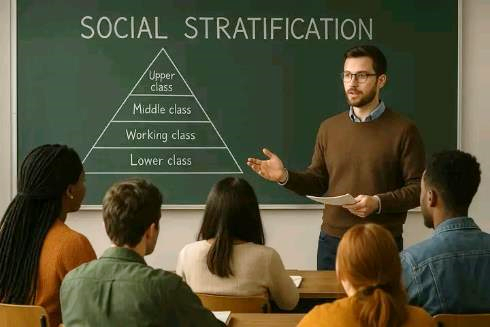 SOCIAL STRATIFICATION
Upper
class
Middle class
Working class
Lower class